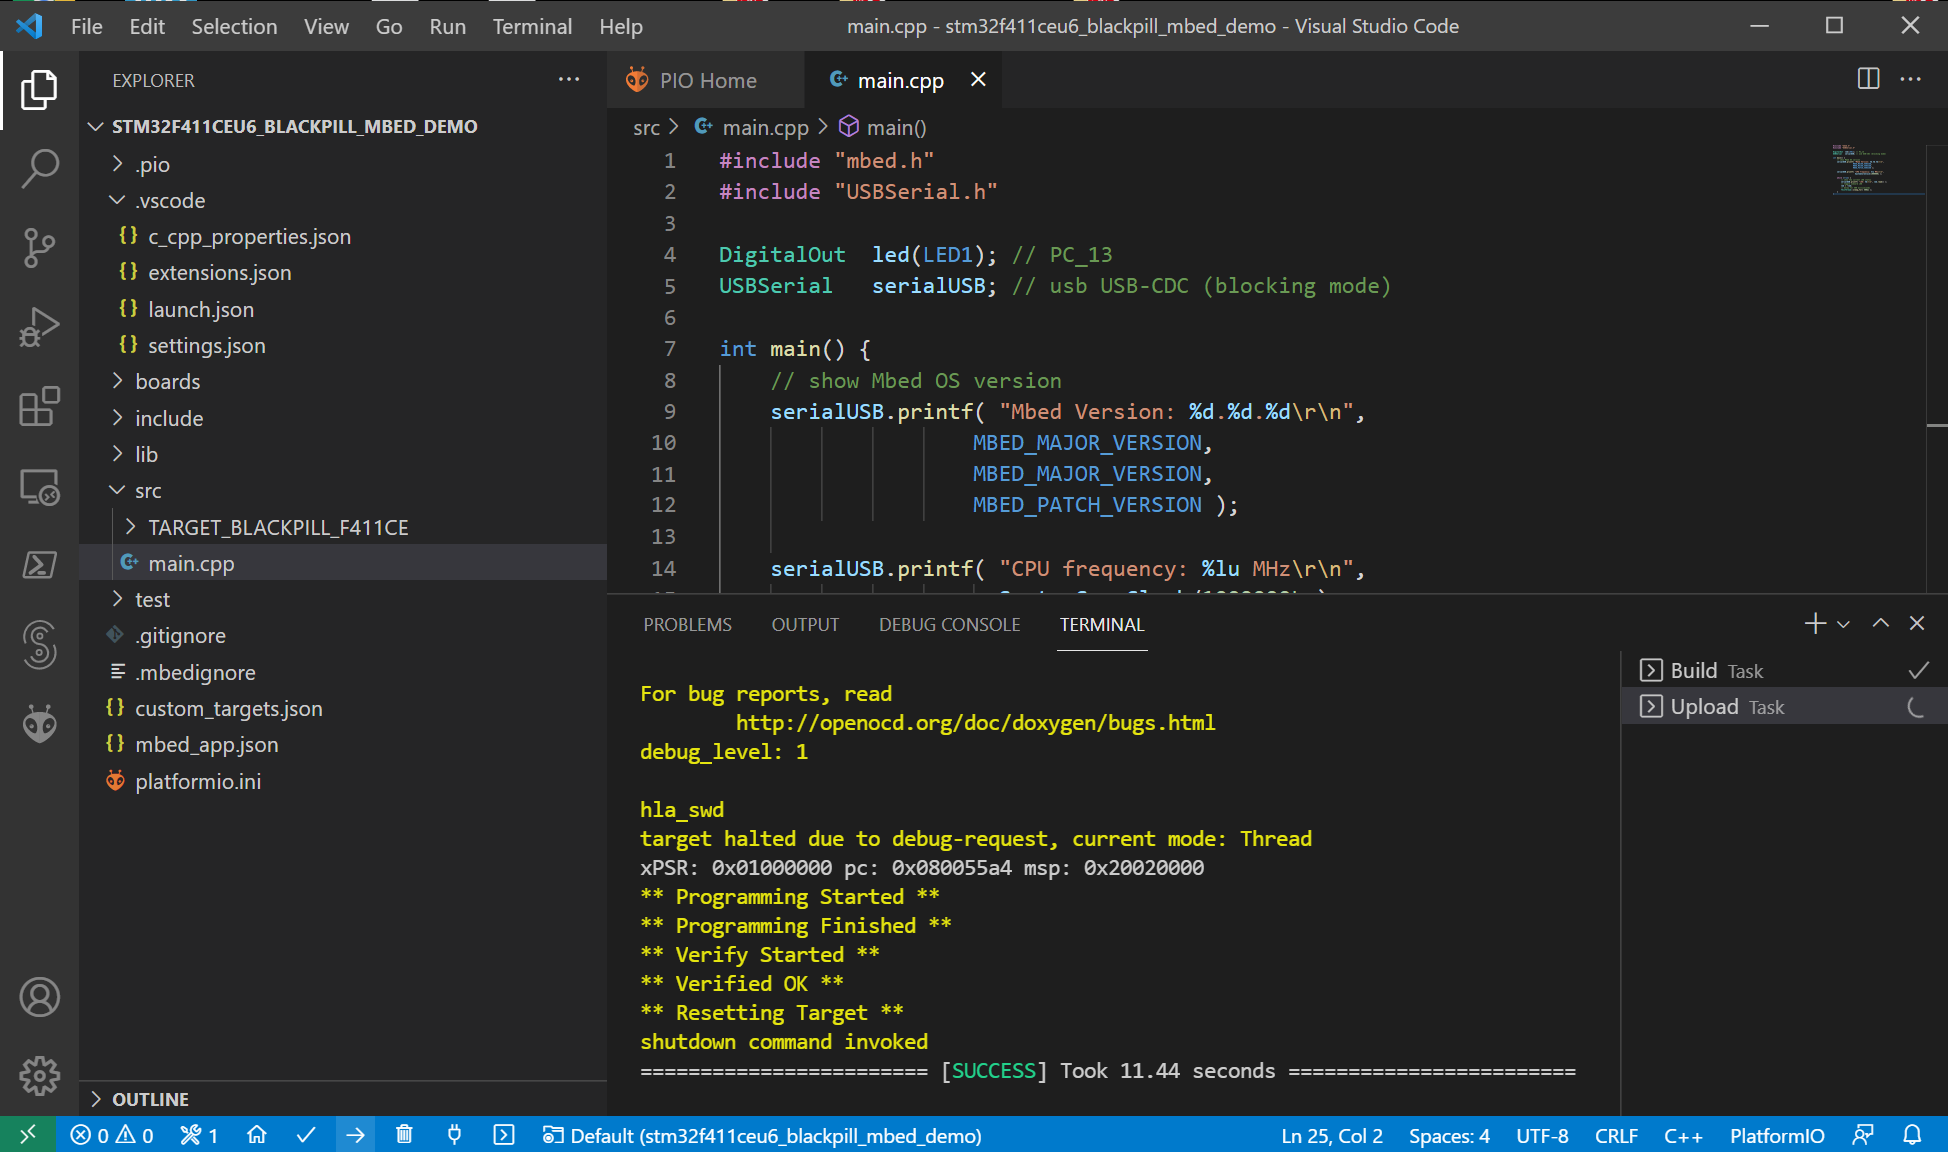 File Edit Selection View Go Run Terminal Help
main.cpp - stm32f411ceu6_blackpill_mbed_demo - Visual Studio Code
EXPLORER
STM32F411CEU6_BLACKPILL_MBED_DEMO
.pio
.vscode
{} c_cpp_properties.json
{} extensions.json
{} launch.json
{} settings.json
boards
include
lib
src
TARGET_BLACKPILL_F411CE
main.cpp
test
.gitignore
.mbedignore
{} custom_targets.json
{} mbed_app.json
platformio.ini
OUTLINE
PIO Home
main.cpp
src > main.cpp > main()
1 #include "mbed.h"
2 #include "USBSerial.h"
3
4 DigitalOut led(LED1); // PC_13
5 USBSerial serialUSB; // usb USB-CDC (blocking mode)
6
7 int main() {
8 // show Mbed OS version
9 serialUSB.printf( "Mbed Version: %d.%d.%d\r\n",
10 MBED_MAJOR_VERSION,
11 MBED_MAJOR_VERSION,
12 MBED_PATCH_VERSION );
13
14 serialUSB.printf( "CPU frequency: %lu MHz\r\n",
PROBLEMS OUTPUT DEBUG CONSOLE TERMINAL
For bug reports, read
http://openocd.org/doc/doxygen/bugs.html
debug_level: 1
hla_swd
target halted due to debug-request, current mode: Thread
xPSR: 0x01000000 pc: 0x080055a4 msp: 0x20020000
** Programming Started **
** Programming Finished **
** Verify Started **
** Verified OK **
** Resetting Target **
shutdown command invoked
======================== [SUCCESS] Took 11.44 seconds ========================
Build Task
Upload Task
0 0 1 Default (stm32f411ceu6_blackpill_mbed_demo)
Ln 25, Col 2 Spaces: 4 UTF-8 CRLF C++ PlatformIO